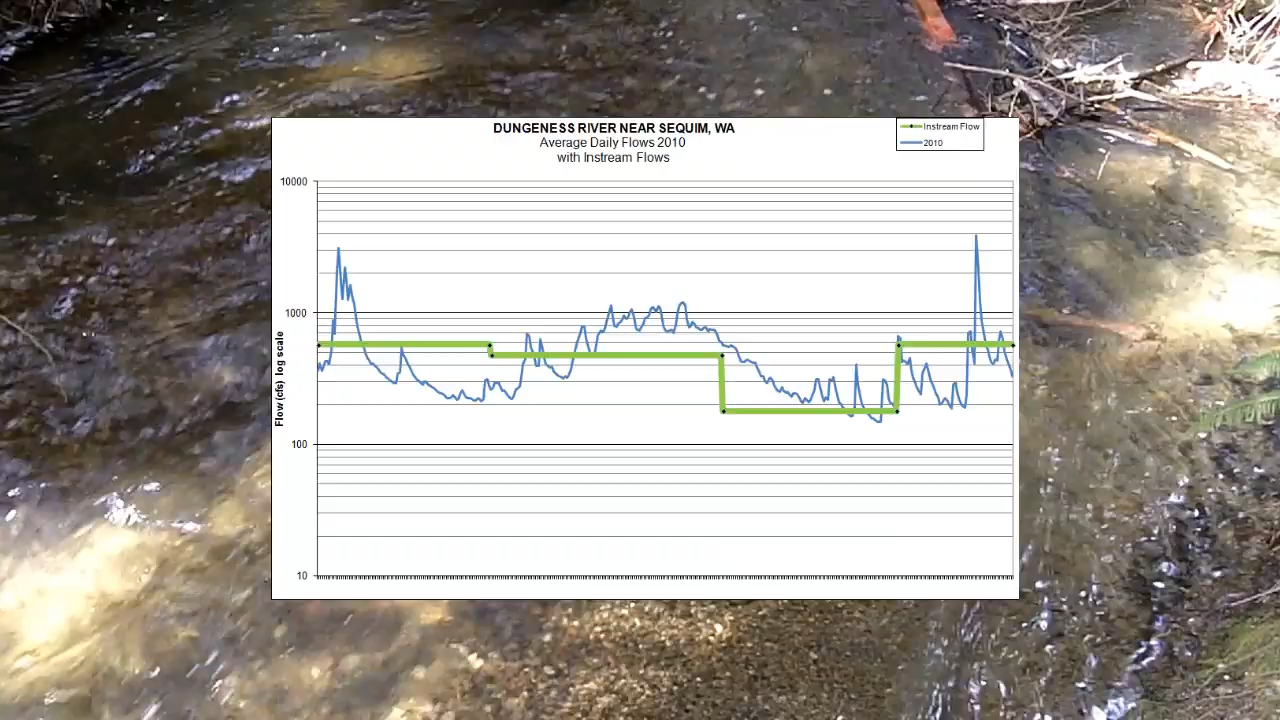 DUNGENESS RIVER NEAR SEQUIM, WA
Average Daily Flows 2010
with Instream Flows
Instream Flow
2010
10000
1000
100
10
Flow (cfs)  log scale